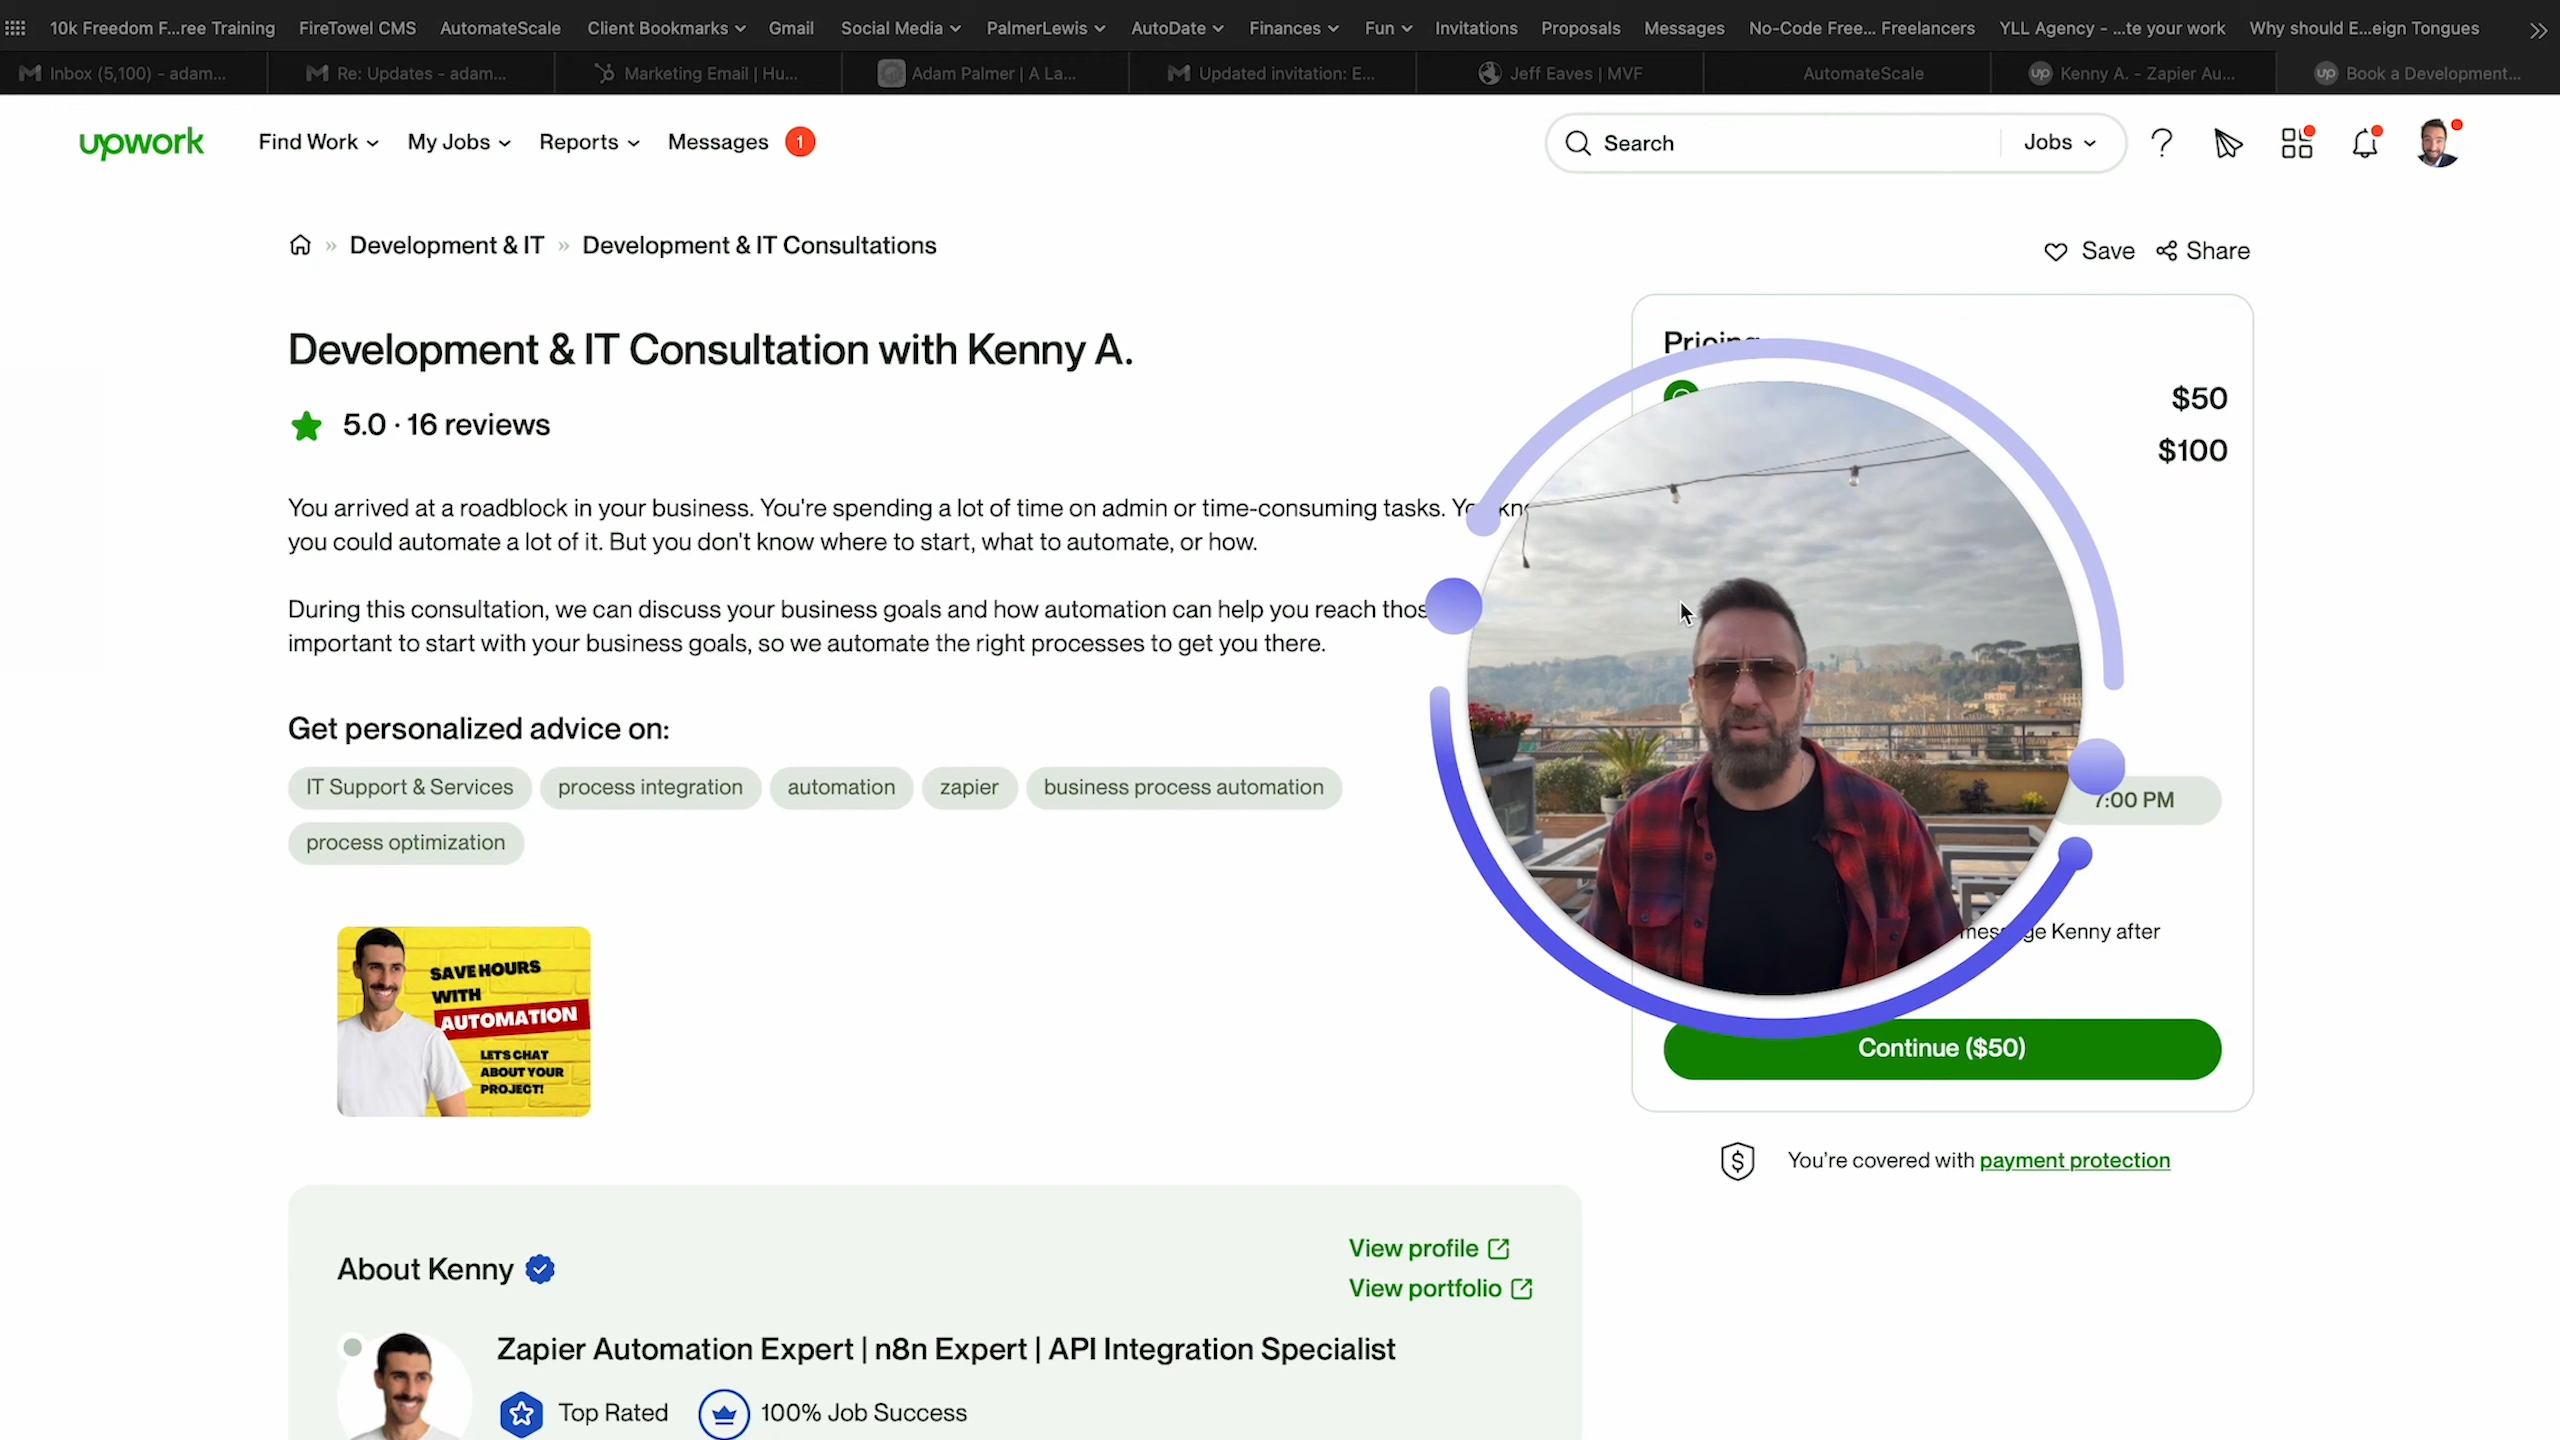 10k Freedom F...ree Training FireTowel CMS AutomateScale Client Bookmarks Gmail Social Media PalmerLewis AutoDate Finances Fun Invitations Proposals Messages No-Code Free... Freelancers YLL Agency - ...te your work Why should E...eign Tongues
Inbox (5,100) - adam... Re: Updates - adam... Marketing Email | Hu... Adam Palmer | A La... Updated invitation: E... Jeff Eaves | MVF AutomateScale up Kenny A. - Zapier Au... up Book a Development...
upwork Find Work My Jobs Reports Messages 1 Search Jobs
Development & IT » Development & IT Consultations
Save Share
Development & IT Consultation with Kenny A.
Pricing
$50
5.0 · 16 reviews
$100
You arrived at a roadblock in your business. You're spending a lot of time on admin or time-consuming tasks.
you could automate a lot of it. But you don't know where to start, what to automate, or how.
During this consultation, we can discuss your business goals and how automation can help you reach
important to start with your business goals, so we automate the right processes to get you there.
Get personalized advice on:
IT Support & Services process integration automation zapier business process automation
7:00 PM
process optimization
message Kenny after
SAVE HOURS
WITH
AUTOMATION
LETS CHAT
ABOUT YOUR
PROJECT!
Continue ($50)
You're covered with payment protection
About Kenny
View profile
View portfolio
Zapier Automation Expert | n8n Expert | API Integration Specialist
Top Rated 100% Job Success